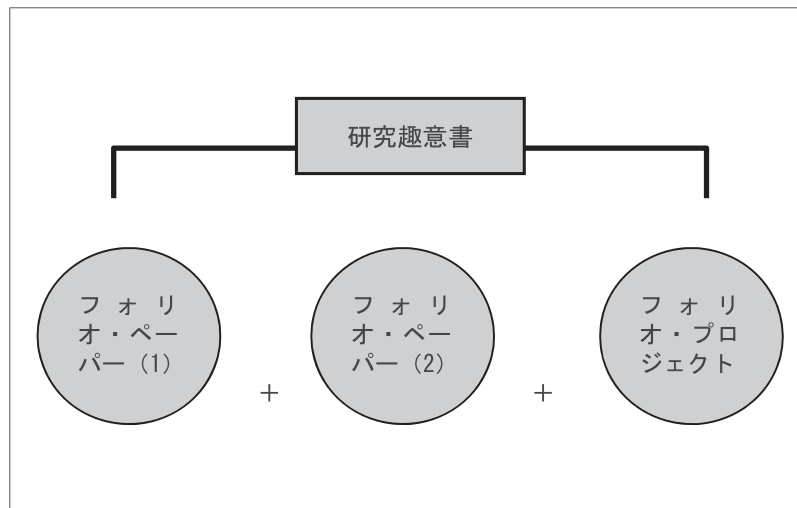 研究趣意書
フォリ
オ・ペー
パー（1）
フォリ
オ・ペー
パー（2）
フォリ
オ・プロ
ジェクト
＋
＋